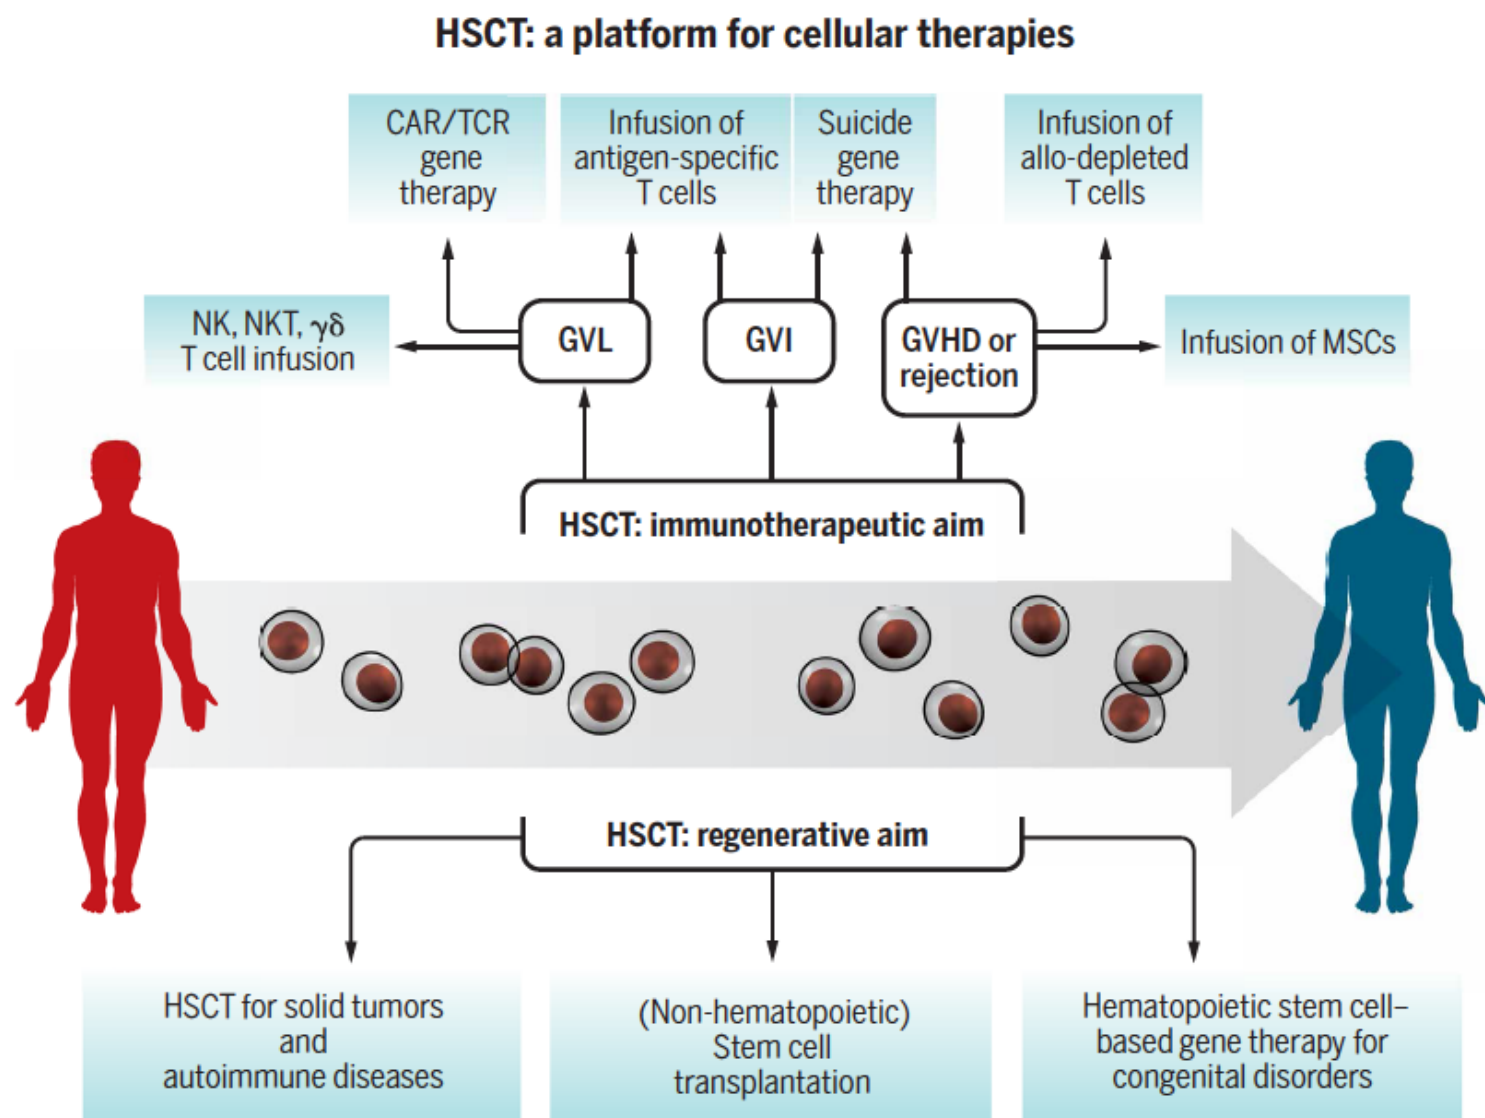 HSCT: a platform for cellular therapies
CAR/TCR
gene
therapy
Infusion of
antigen-specific
T cells
Suicide
gene
therapy
Infusion of
allo-depleted
T cells
NK, NKT, γδ
T cell infusion
GVL
GVI
GVHD or
rejection
Infusion of MSCs
HSCT: immunotherapeutic aim
HSCT: regenerative aim
HSCT for solid tumors
and
autoimmune diseases
(Non-hematopoietic)
Stem cell
transplantation
Hematopoietic stem cell–
based gene therapy for
congenital disorders